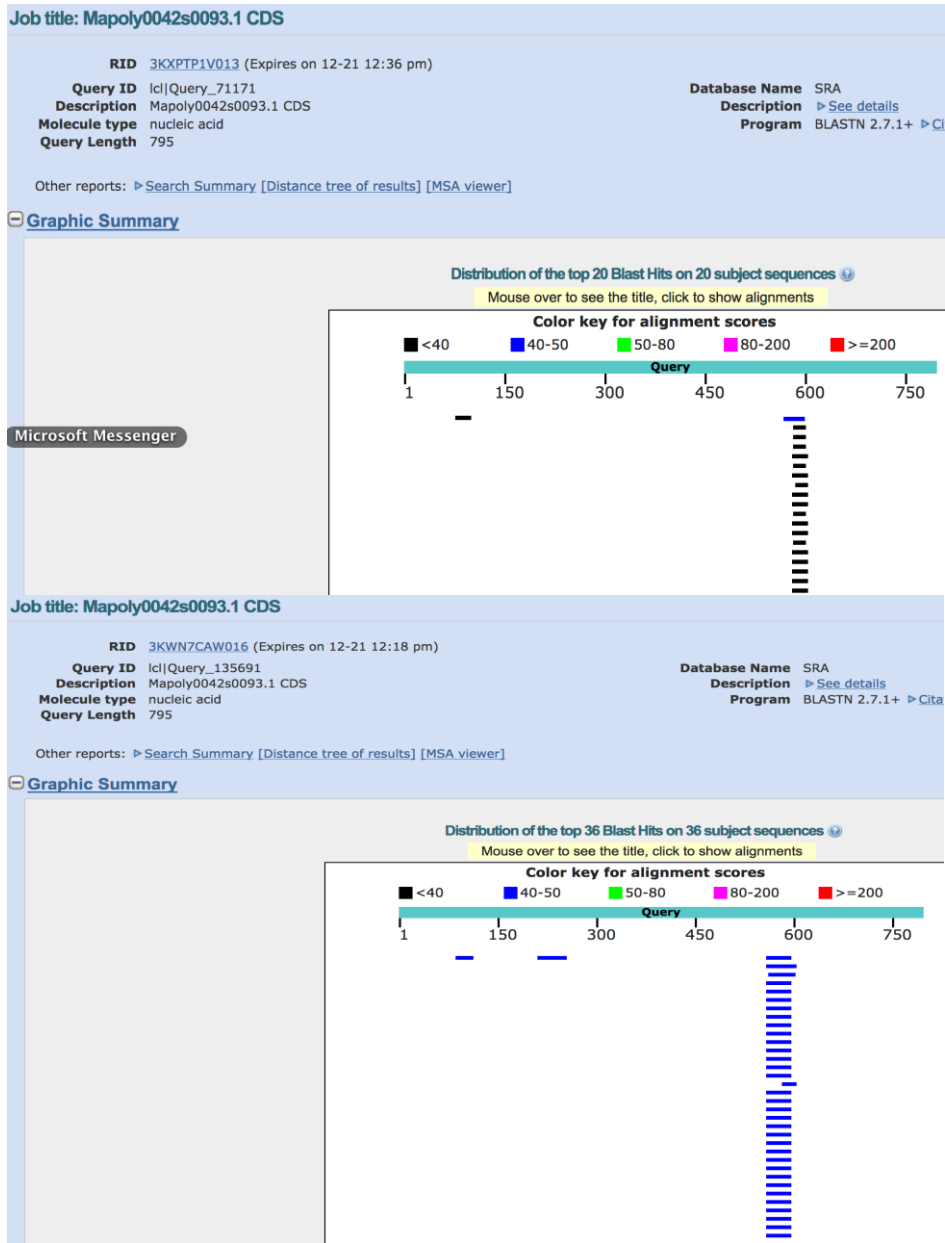 Job title: Mapoly0042s0093.1 CDS
RID 3KXPTP1V013 (Expires on 12-21 12:36 pm)
Query ID lcl|Query_71171 Database Name SRA
Description Mapoly0042s0093.1 CDS Description See details
Molecule type nucleic acid Program BLASTN 2.7.1+ Ci
Query Length 795
Other reports: Search Summary [Distance tree of results] [MSA viewer]
Graphic Summary
Distribution of the top 20 Blast Hits on 20 subject sequences
Mouse over to see the title, click to show alignments
Color key for alignment scores
<40 40-50 50-80 80-200 >=200
Query
1 150 300 450 600 750
Microsoft Messenger
Job title: Mapoly0042s0093.1 CDS
RID 3KWN7CAW016 (Expires on 12-21 12:18 pm)
Query ID lcl|Query_135691 Database Name SRA
Description Mapoly0042s0093.1 CDS Description See details
Molecule type nucleic acid Program BLASTN 2.7.1+ Cita
Query Length 795
Other reports: Search Summary [Distance tree of results] [MSA viewer]
Graphic Summary
Distribution of the top 36 Blast Hits on 36 subject sequences
Mouse over to see the title, click to show alignments
Color key for alignment scores
<40 40-50 50-80 80-200 >=200
Query
1 150 300 450 600 750